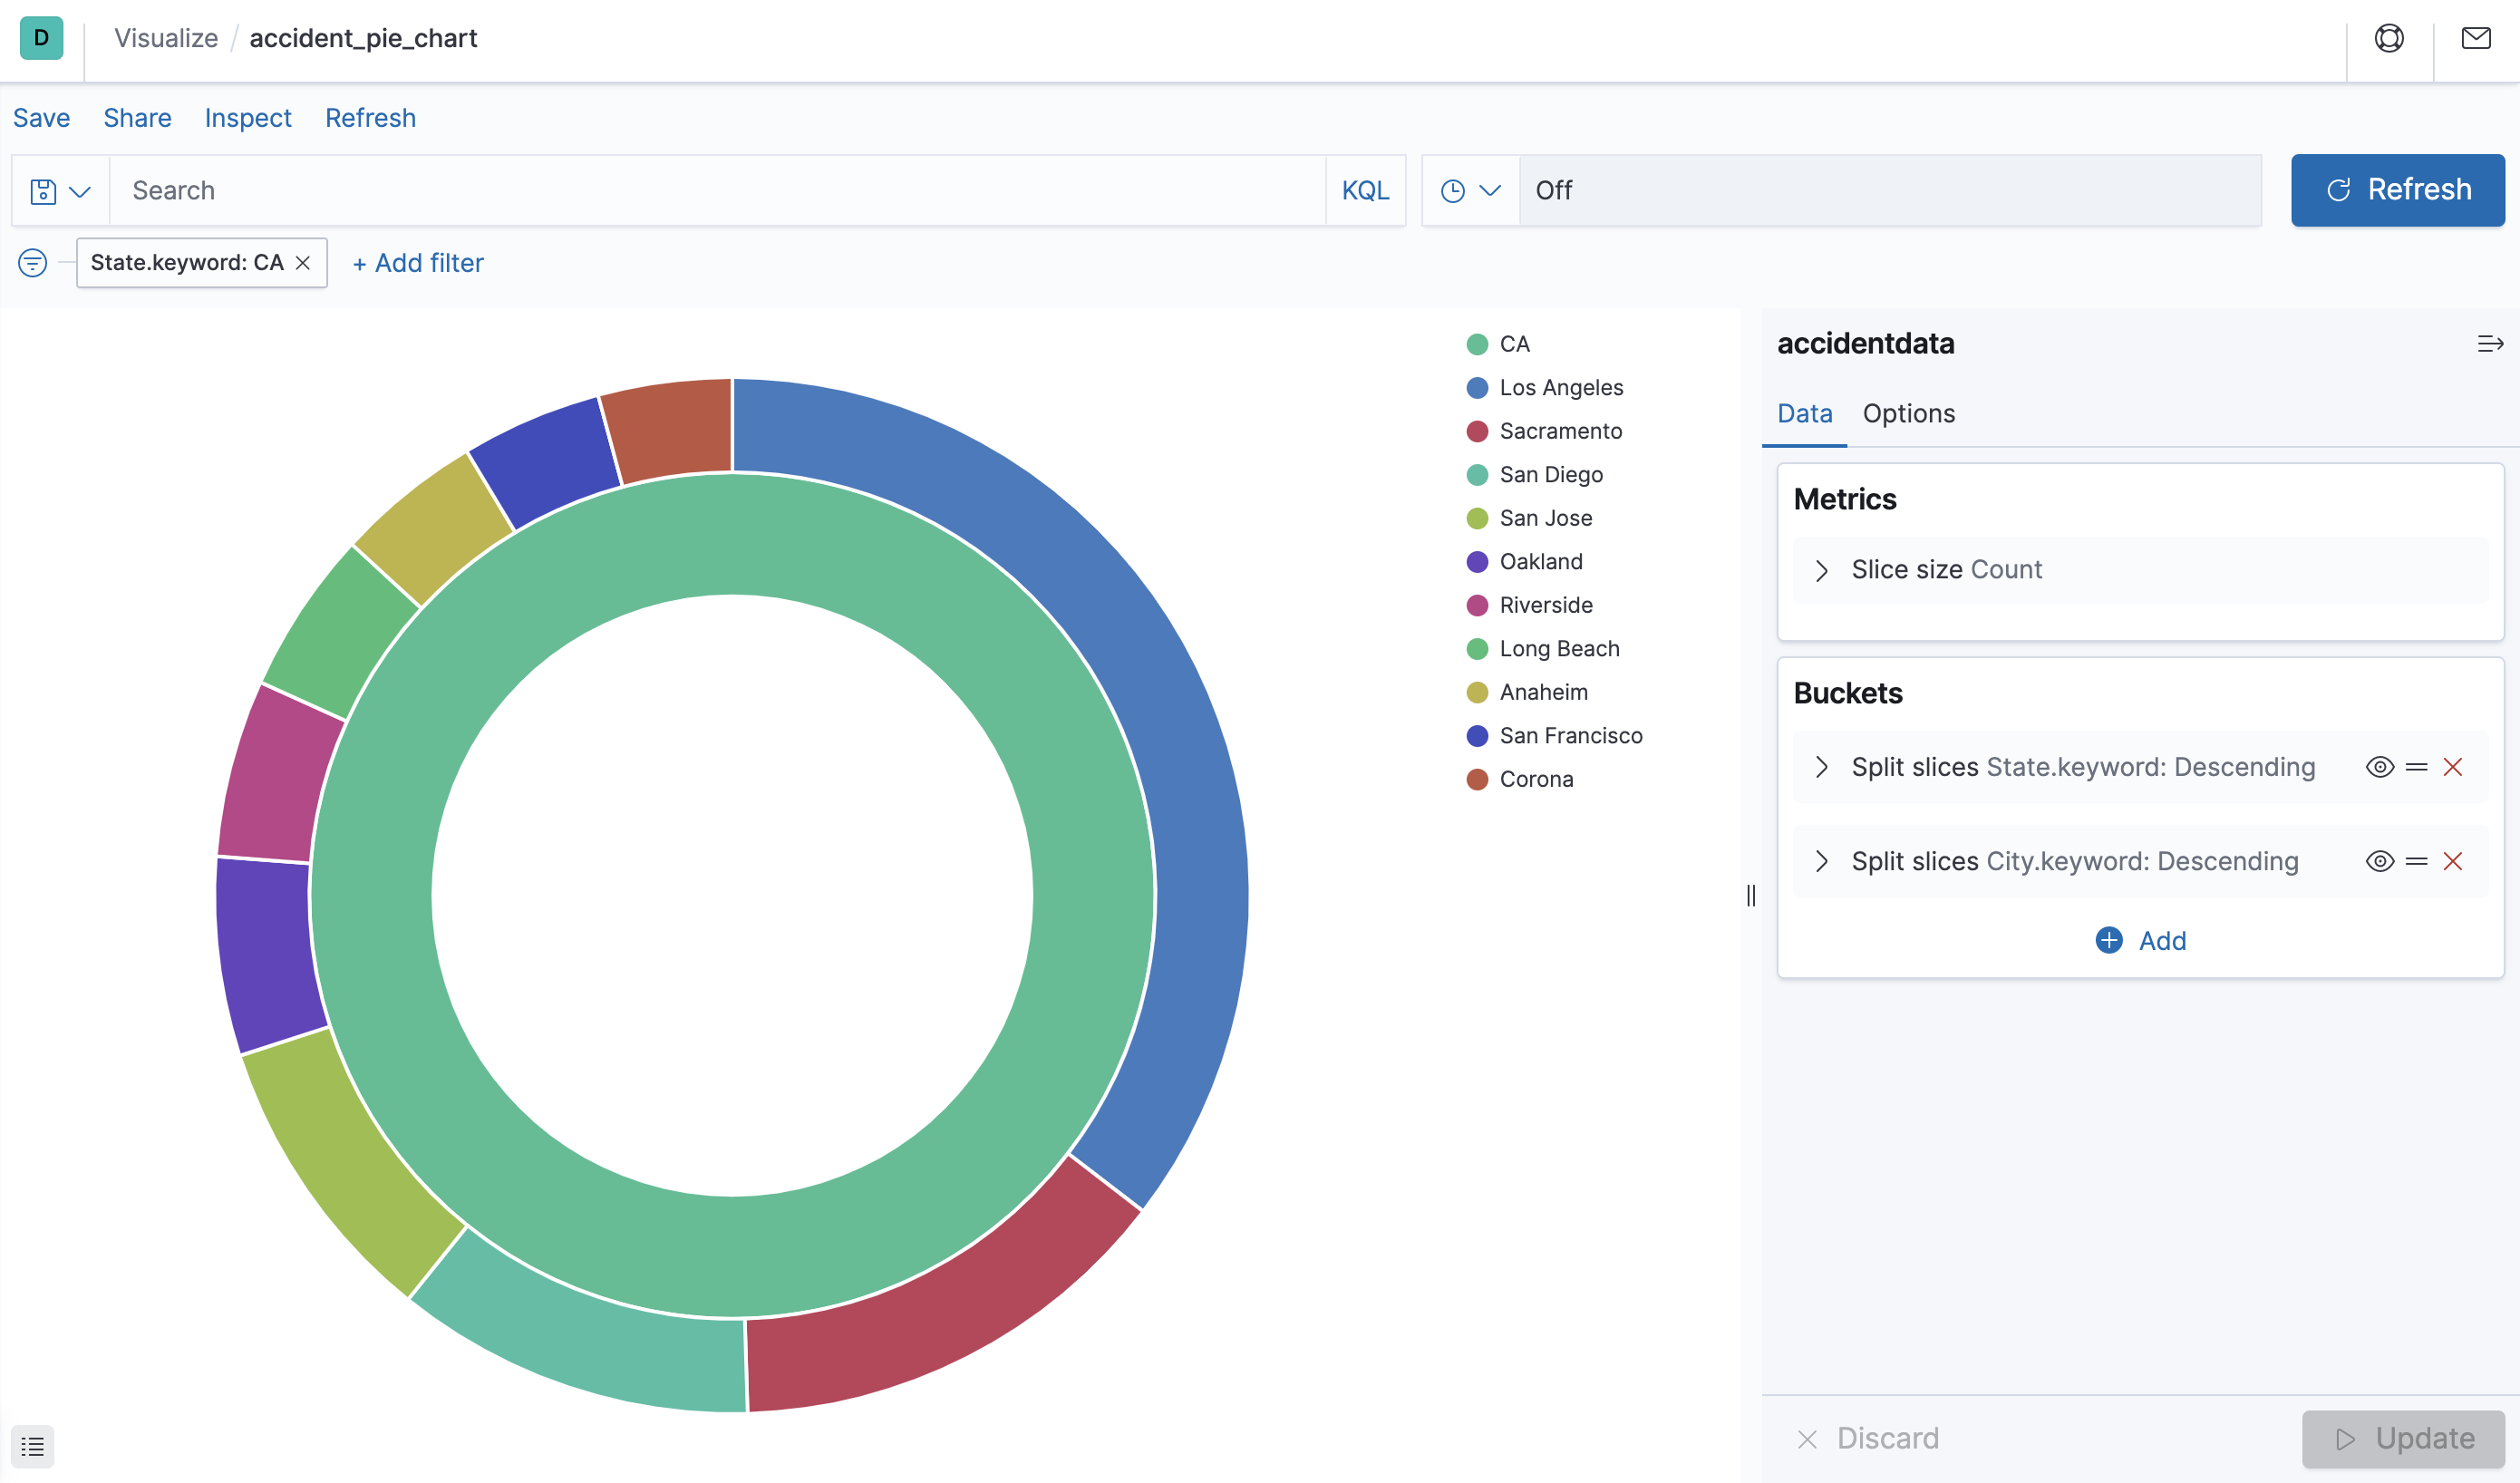 D
Visualize / accident_pie_chart
Save Share Inspect Refresh
Search KQL Off Refresh
State.keyword: CA + Add filter
CA
Los Angeles
Sacramento
San Diego
San Jose
Oakland
Riverside
Long Beach
Anaheim
San Francisco
Corona
accidentdata
Data Options
Metrics
Slice size Count
Buckets
Split slices State.keyword: Descending
Split slices City.keyword: Descending
Add
Discard Update